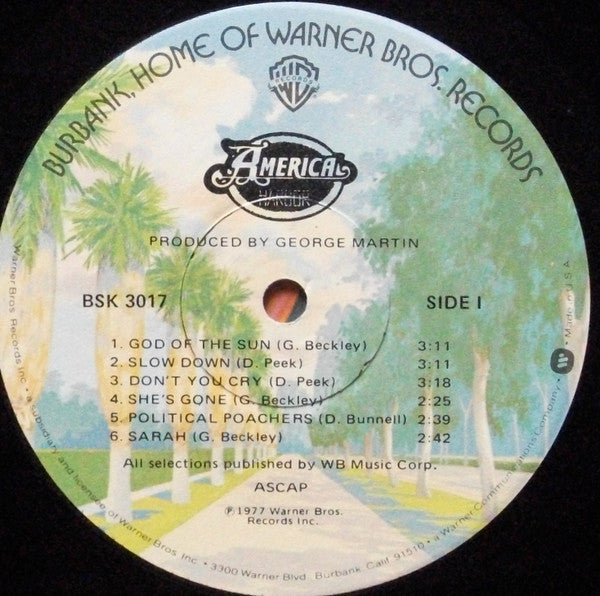 BURBANK, HOME OF WARNER BROS. RECORDS
RECORDS
AMERICA
HARBOR
PRODUCED BY GEORGE MARTIN
BSK 3017
SIDE I
1. GOD OF THE SUN (G. Beckley) 3:11
2. SLOW DOWN (D. Peek) 3:11
3. DON'T YOU CRY (D. Peek) 3:18
4. SHE'S GONE (G. Beckley) 2:25
5. POLITICAL POACHERS (D. Bunnell) 2:39
6. SARAH (G. Beckley) 2:42
All selections published by WB Music Corp.
ASCAP
℗ 1977 Warner Bros.
Records Inc.
Warner Bros. Records Inc. • a subsidiary and licensee of Warner Bros. Inc. • 3300 Warner Blvd. Burbank, Calif. 91510 • a Warner Communications Company • Made in U.S.A.